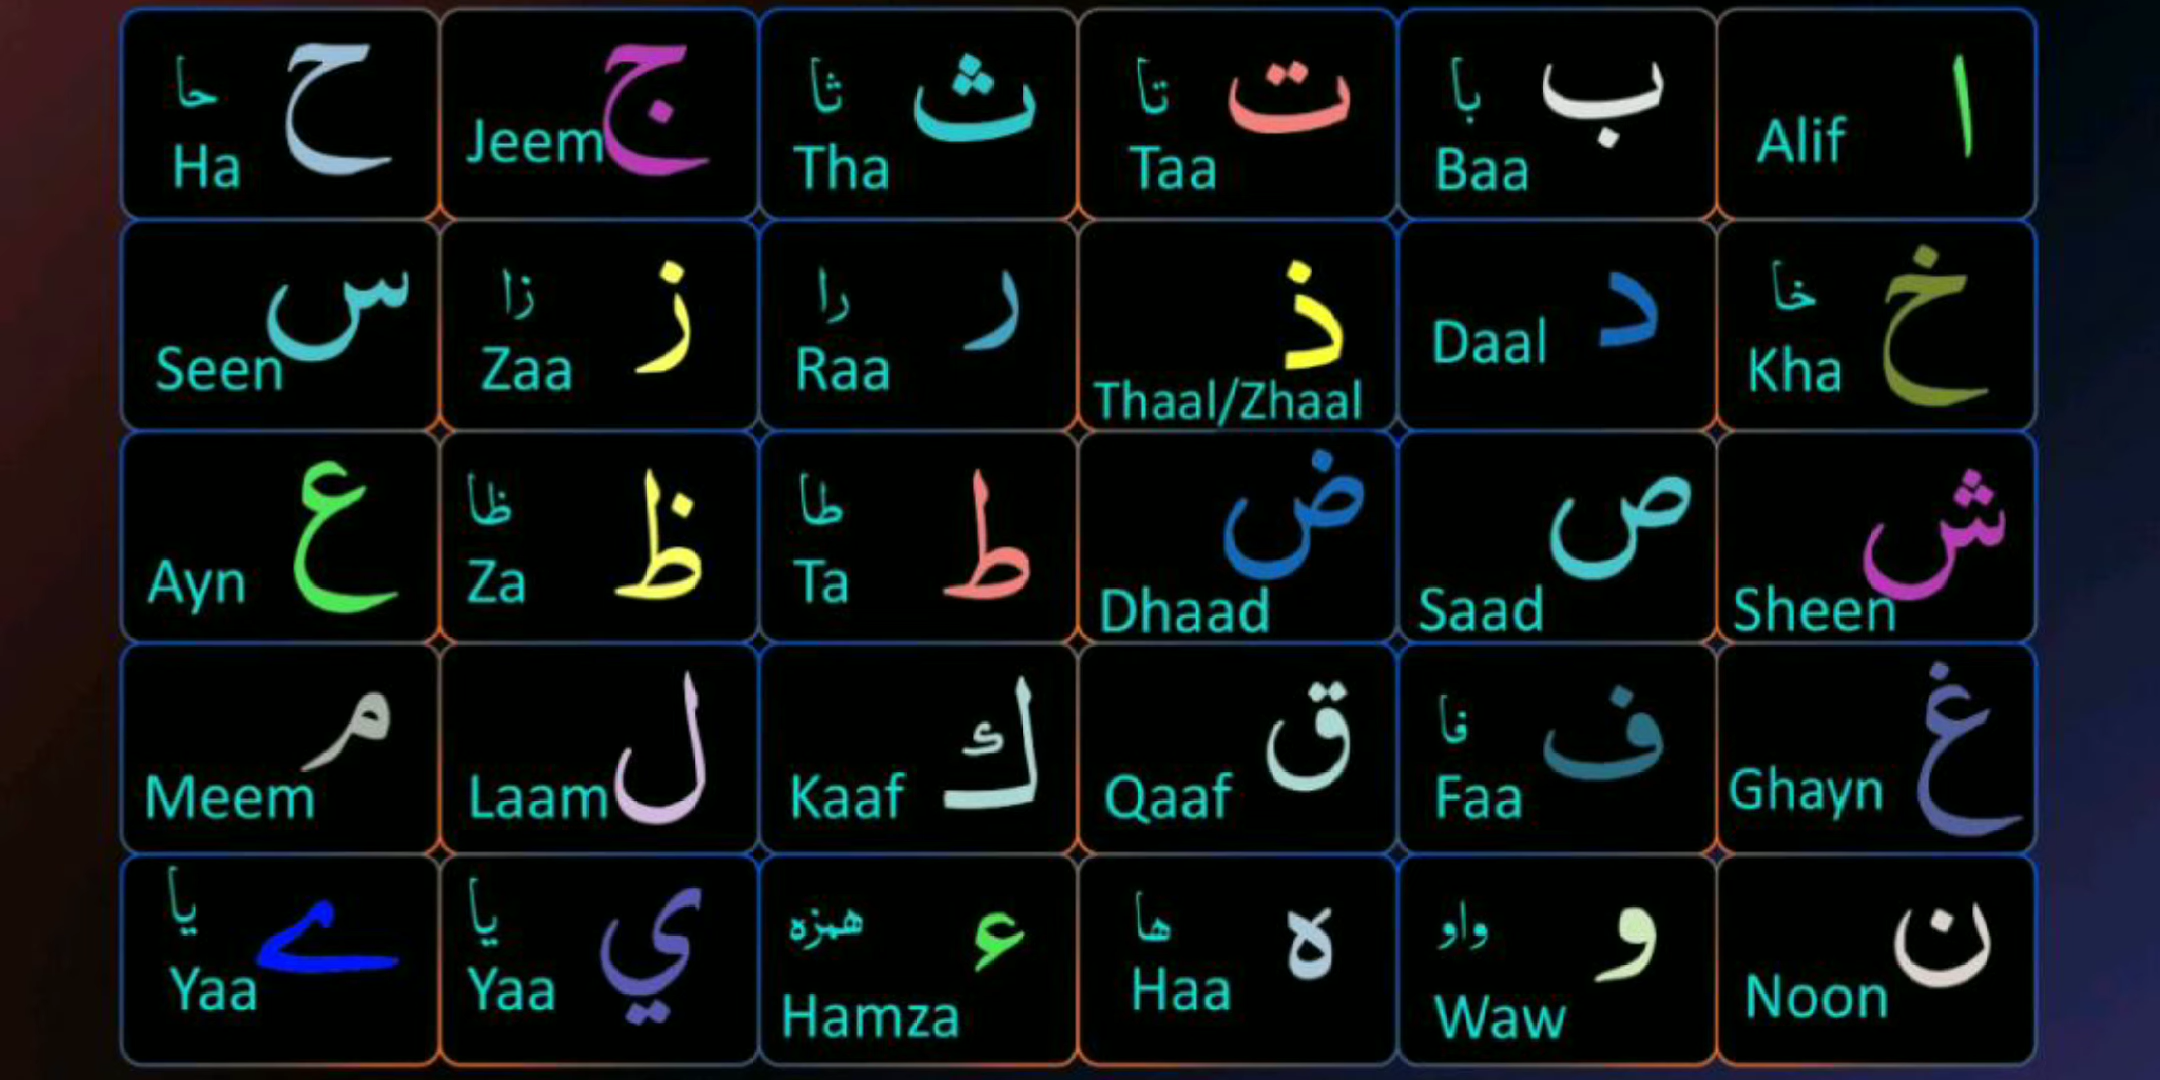 ا
Alif
ب
با
Baa
ت
تا
Taa
ث
ثا
Tha
ج
Jeem
ح
حا
Ha
خ
خا
Kha
د
Daal
ذ
Thaal/Zhaal
ر
را
Raa
ز
زا
Zaa
س
Seen
ش
Sheen
ص
Saad
ض
Dhaad
ط
طا
Ta
ظ
ظا
Za
ع
Ayn
غ
Ghayn
ف
فا
Faa
ق
Qaaf
ك
Kaaf
ل
Laam
م
Meem
ن
Noon
و
واو
Waw
ه
ها
Haa
ء
همزه
Hamza
ي
يا
Yaa
ے
يا
Yaa